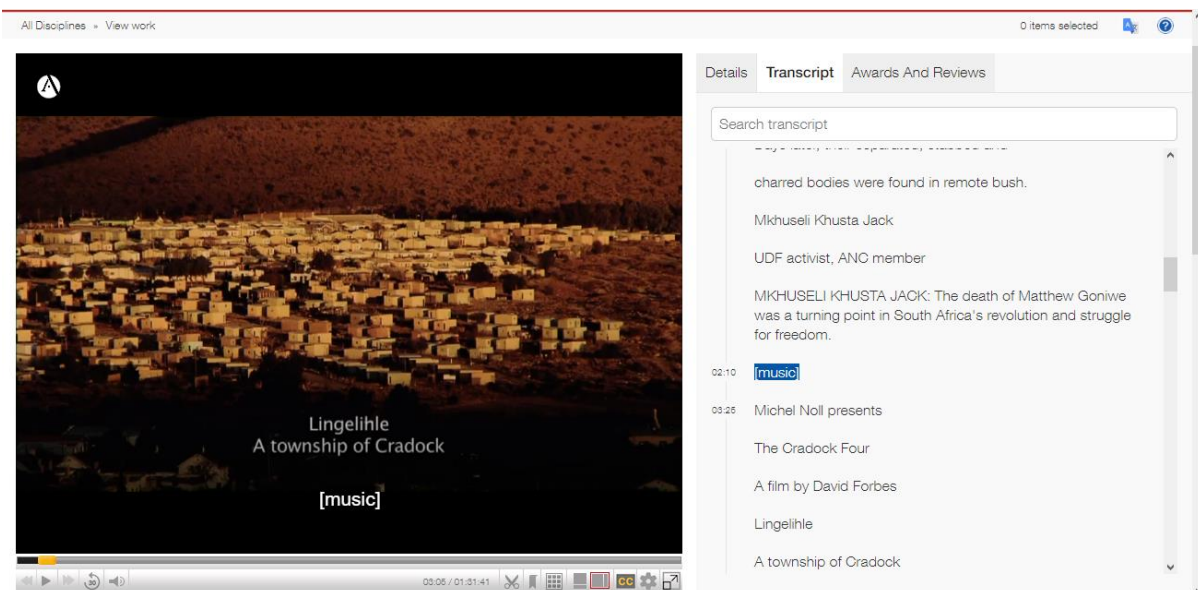 All Disciplines » View work
0 items selected
Details Transcript Awards And Reviews
Search transcript
charred bodies were found in remote bush.
Mkhuseli Khusta Jack
UDF activist, ANC member
MKHUSELI KHUSTA JACK: The death of Matthew Goniwe
was a turning point in South Africa's revolution and struggle
for freedom.
02:10 [music]
03:25 Michel Noll presents
The Cradock Four
A film by David Forbes
Lingelihle
A township of Cradock
Lingelihle
A township of Cradock
[music]
30
03:05 / 01:31:41
CC